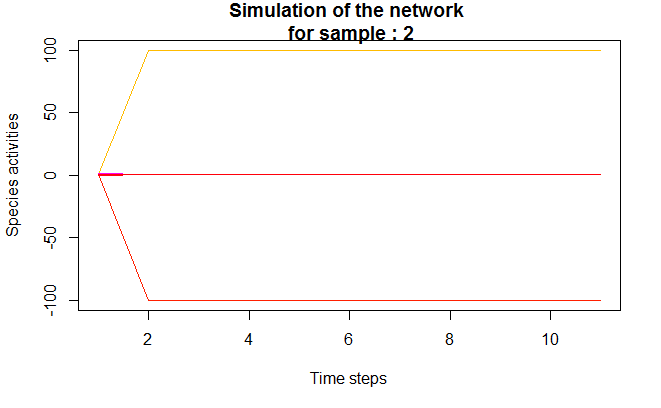 Simulation of the network
for sample : 2
Species activities
100
50
0
-50
-100
2
4
6
8
10
Time steps